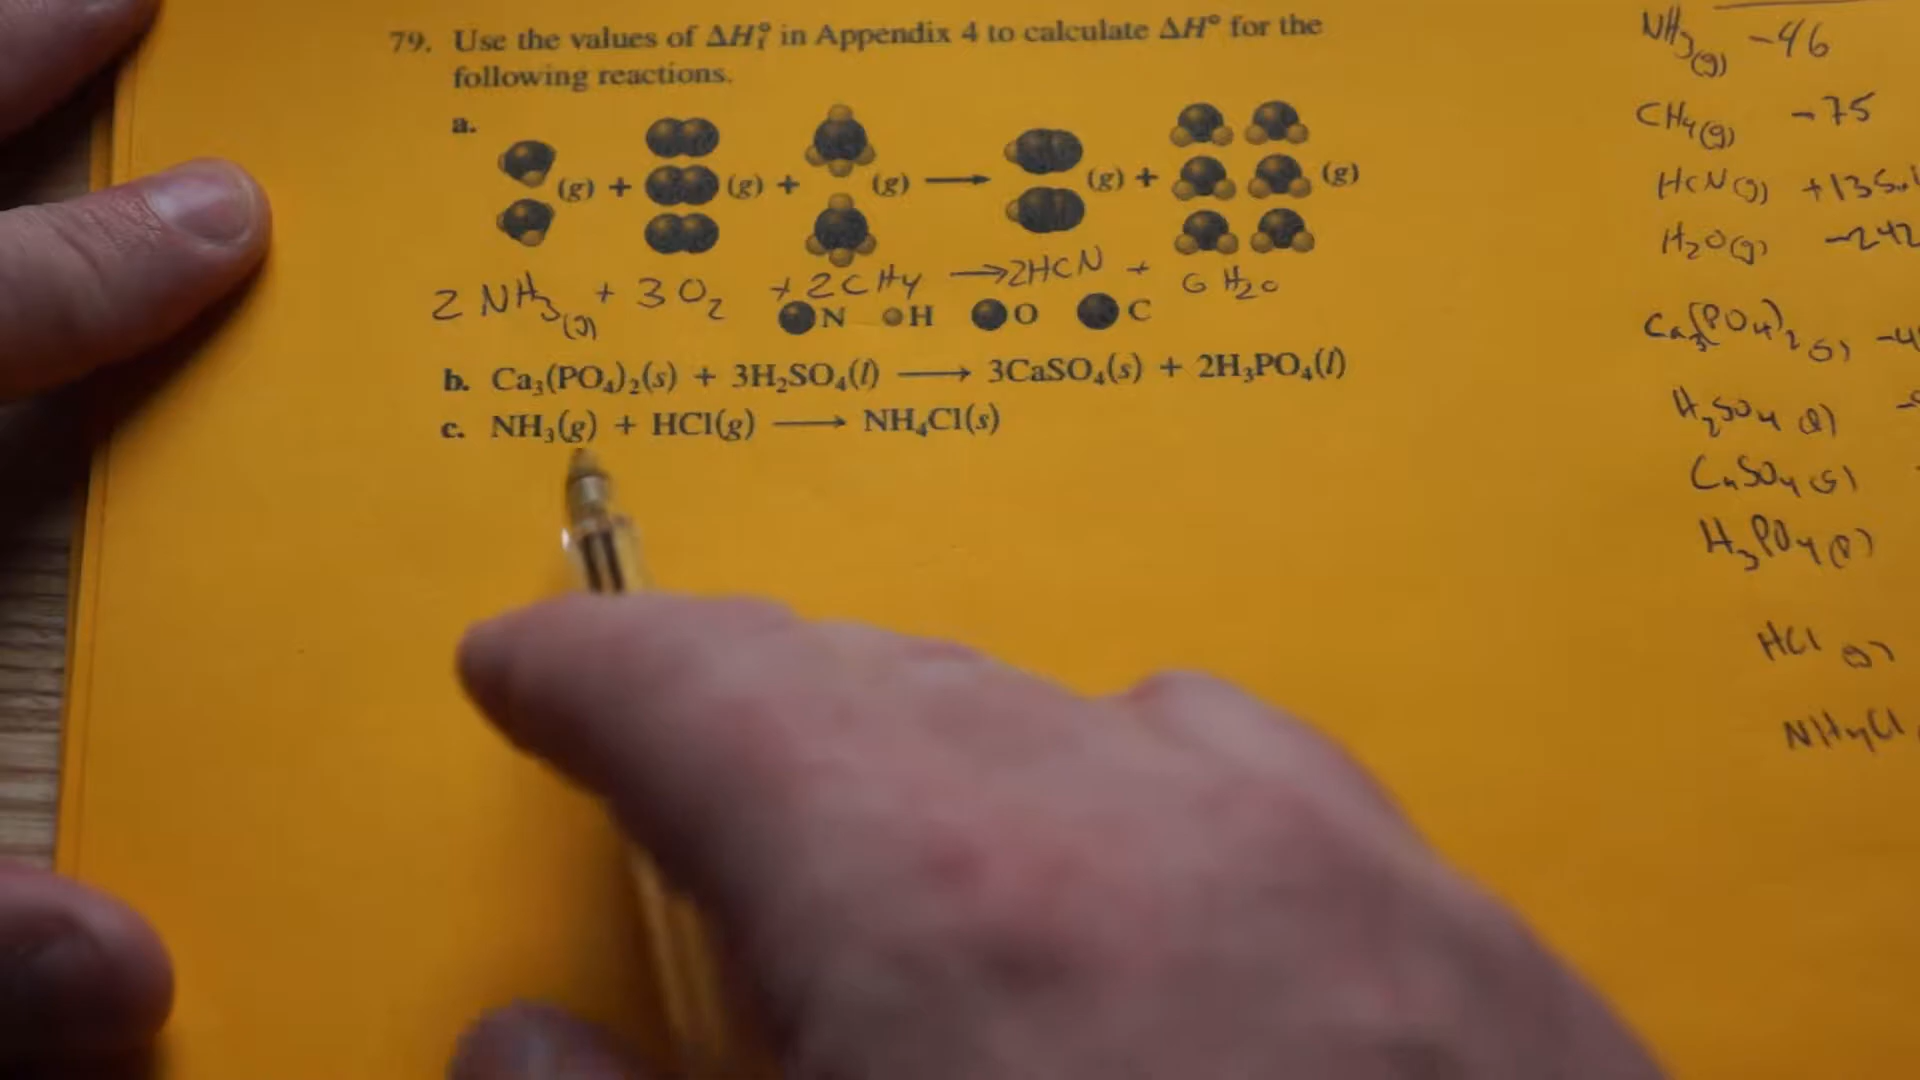 79. Use the values of ΔH°f in Appendix 4 to calculate ΔH° for the
following reactions.
a.
(g) + (g) + (g) ⟶ (g) + (g)
2 NH₃(g) + 3 O₂ + 2 CH₄ → 2HCN + 6 H₂O
N H O C
b. Ca₃(PO₄)₂(s) + 3H₂SO₄(l) ⟶ 3CaSO₄(s) + 2H₃PO₄(l)
c. NH₃(g) + HCl(g) ⟶ NH₄Cl(s)
NH₃(g) -46
CH₄(g) -75
HCN(g) +135.
H₂O(g) -242
Ca₃(PO₄)₂(s) -4
H₂SO₄(l)
CaSO₄(s)
H₃PO₄(l)
HCl (g)
NH₄Cl